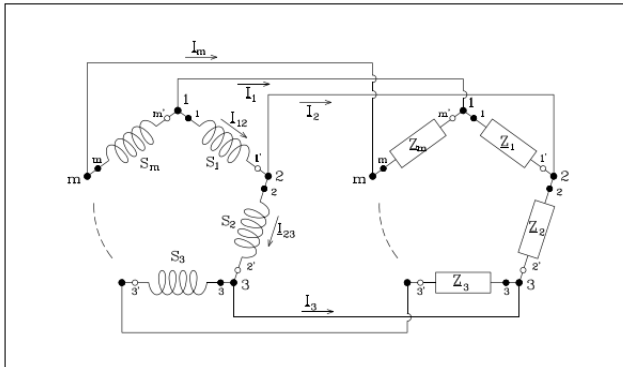 I_m
I_1
I_2
1 1
m' 1 m' 1
I_12
m m
S_m S_1 1' Z_m Z_1 1'
m 2 m 2
2 2
S_2 I_23 Z_2
S_3 2' 2'
3' 3 3 3' Z_3 3 3
I_3